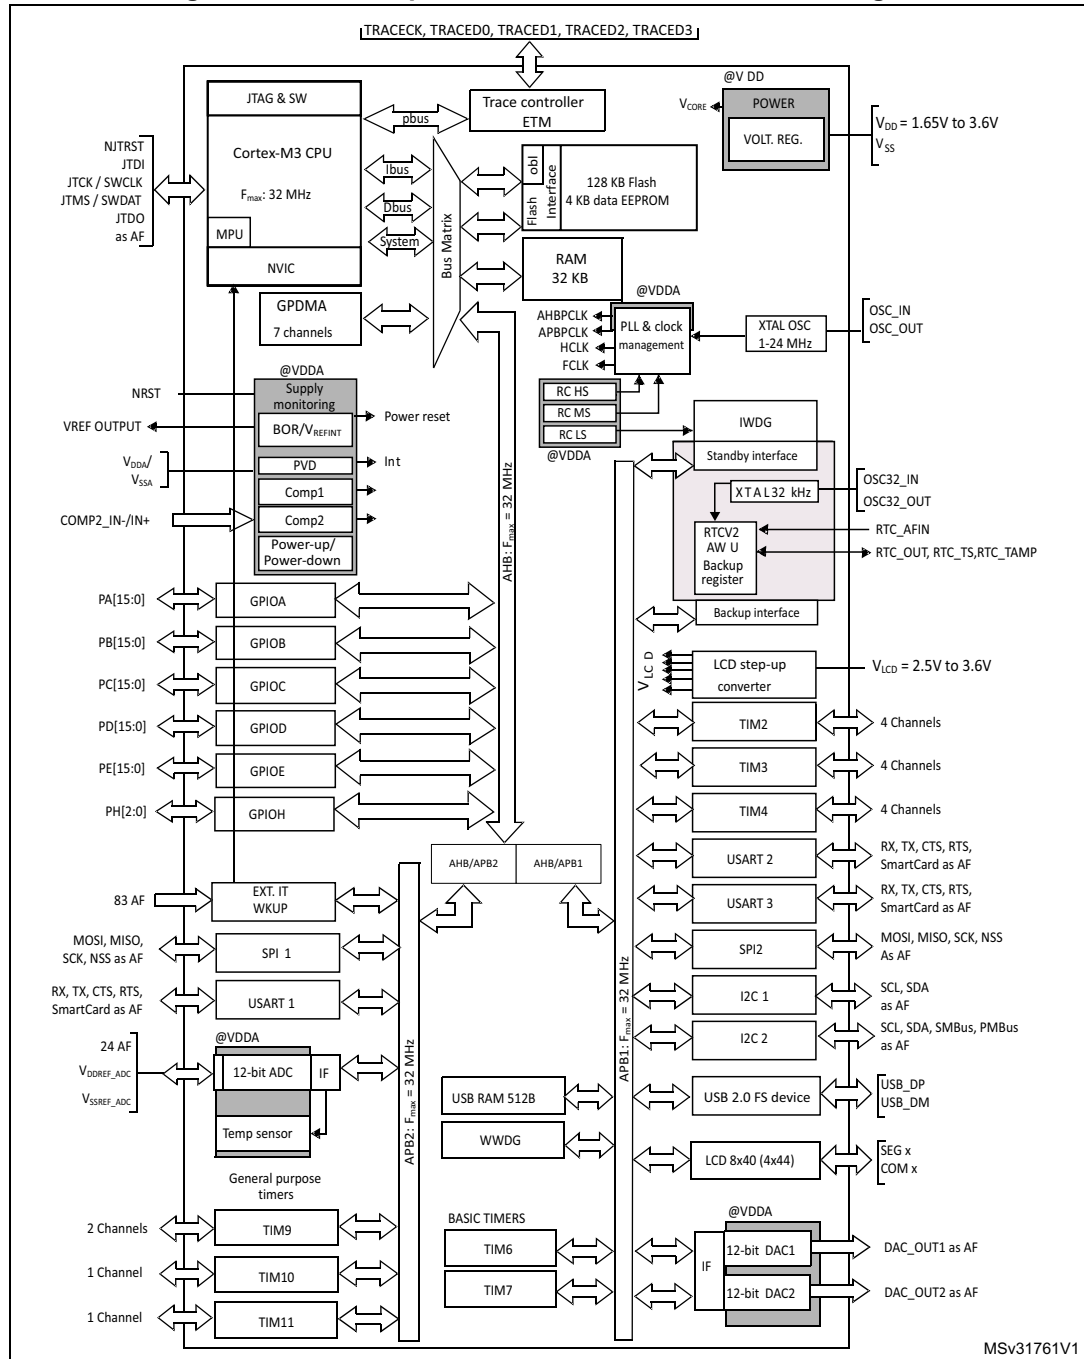 TRACECK, TRACED0, TRACED1, TRACED2, TRACED3
@V DD
JTAG & SW
Trace controller
ETM
pbus
POWER
VCORE
VOLT. REG.
VDD = 1.65V to 3.6V
VSS
NJTRST
JTDI
JTCK / SWCLK
JTMS / SWDAT
JTDO
as AF
Cortex-M3 CPU
Fmax: 32 MHz
MPU
NVIC
Ibus
Dbus
System
Bus Matrix
obl
Flash
Interface
128 KB Flash
4 KB data EEPROM
RAM
32 KB
GPDMA
7 channels
@VDDA
AHBPCLK
APBPCLK
HCLK
FCLK
PLL & clock
management
XTAL OSC
1-24 MHz
OSC_IN
OSC_OUT
@VDDA
NRST
Supply
monitoring
VREF OUTPUT
BOR/VREFINT
Power reset
VDDA/
VSSA
PVD
Int
Comp1
COMP2_IN-/IN+
Comp2
Power-up/
Power-down
RC HS
RC MS
RC LS
@VDDA
IWDG
Standby interface
XTAL32 kHz
OSC32_IN
OSC32_OUT
RTCV2
AW U
Backup
register
RTC_AFIN
RTC_OUT, RTC_TS,RTC_TAMP
Backup interface
AHB: Fmax = 32 MHz
PA[15:0]
GPIOA
PB[15:0]
GPIOB
PC[15:0]
GPIOC
PD[15:0]
GPIOD
PE[15:0]
GPIOE
PH[2:0]
GPIOH
VLC D
LCD step-up
converter
VLCD = 2.5V to 3.6V
TIM2
4 Channels
TIM3
4 Channels
TIM4
4 Channels
AHB/APB2
AHB/APB1
USART 2
RX, TX, CTS, RTS,
SmartCard as AF
83 AF
EXT. IT
WKUP
USART 3
RX, TX, CTS, RTS,
SmartCard as AF
MOSI, MISO,
SCK, NSS as AF
SPI 1
SPI2
MOSI, MISO, SCK, NSS
As AF
RX, TX, CTS, RTS,
SmartCard as AF
USART 1
I2C 1
SCL, SDA
as AF
I2C 2
SCL, SDA, SMBus, PMBus
as AF
APB2: Fmax = 32 MHz
APB1: Fmax = 32 MHz
@VDDA
24 AF
VDDREF_ADC
VSSREF_ADC
12-bit ADC
IF
Temp sensor
USB RAM 512B
USB 2.0 FS device
USB_DP
USB_DM
WWDG
LCD 8x40 (4x44)
SEG x
COM x
General purpose
timers
2 Channels
TIM9
1 Channel
TIM10
1 Channel
TIM11
BASIC TIMERS
TIM6
TIM7
@VDDA
IF
12-bit DAC1
DAC_OUT1 as AF
12-bit DAC2
DAC_OUT2 as AF
MSv31761V1